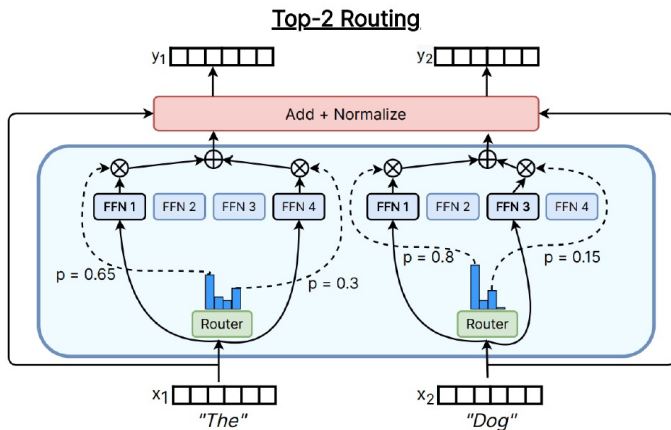 Top-2 Routing
y1 y2
Add + Normalize
FFN 1 FFN 2 FFN 3 FFN 4 FFN 1 FFN 2 FFN 3 FFN 4
p = 0.65 p = 0.3 p = 0.8 p = 0.15
Router Router
x1 x2
"The" "Dog"